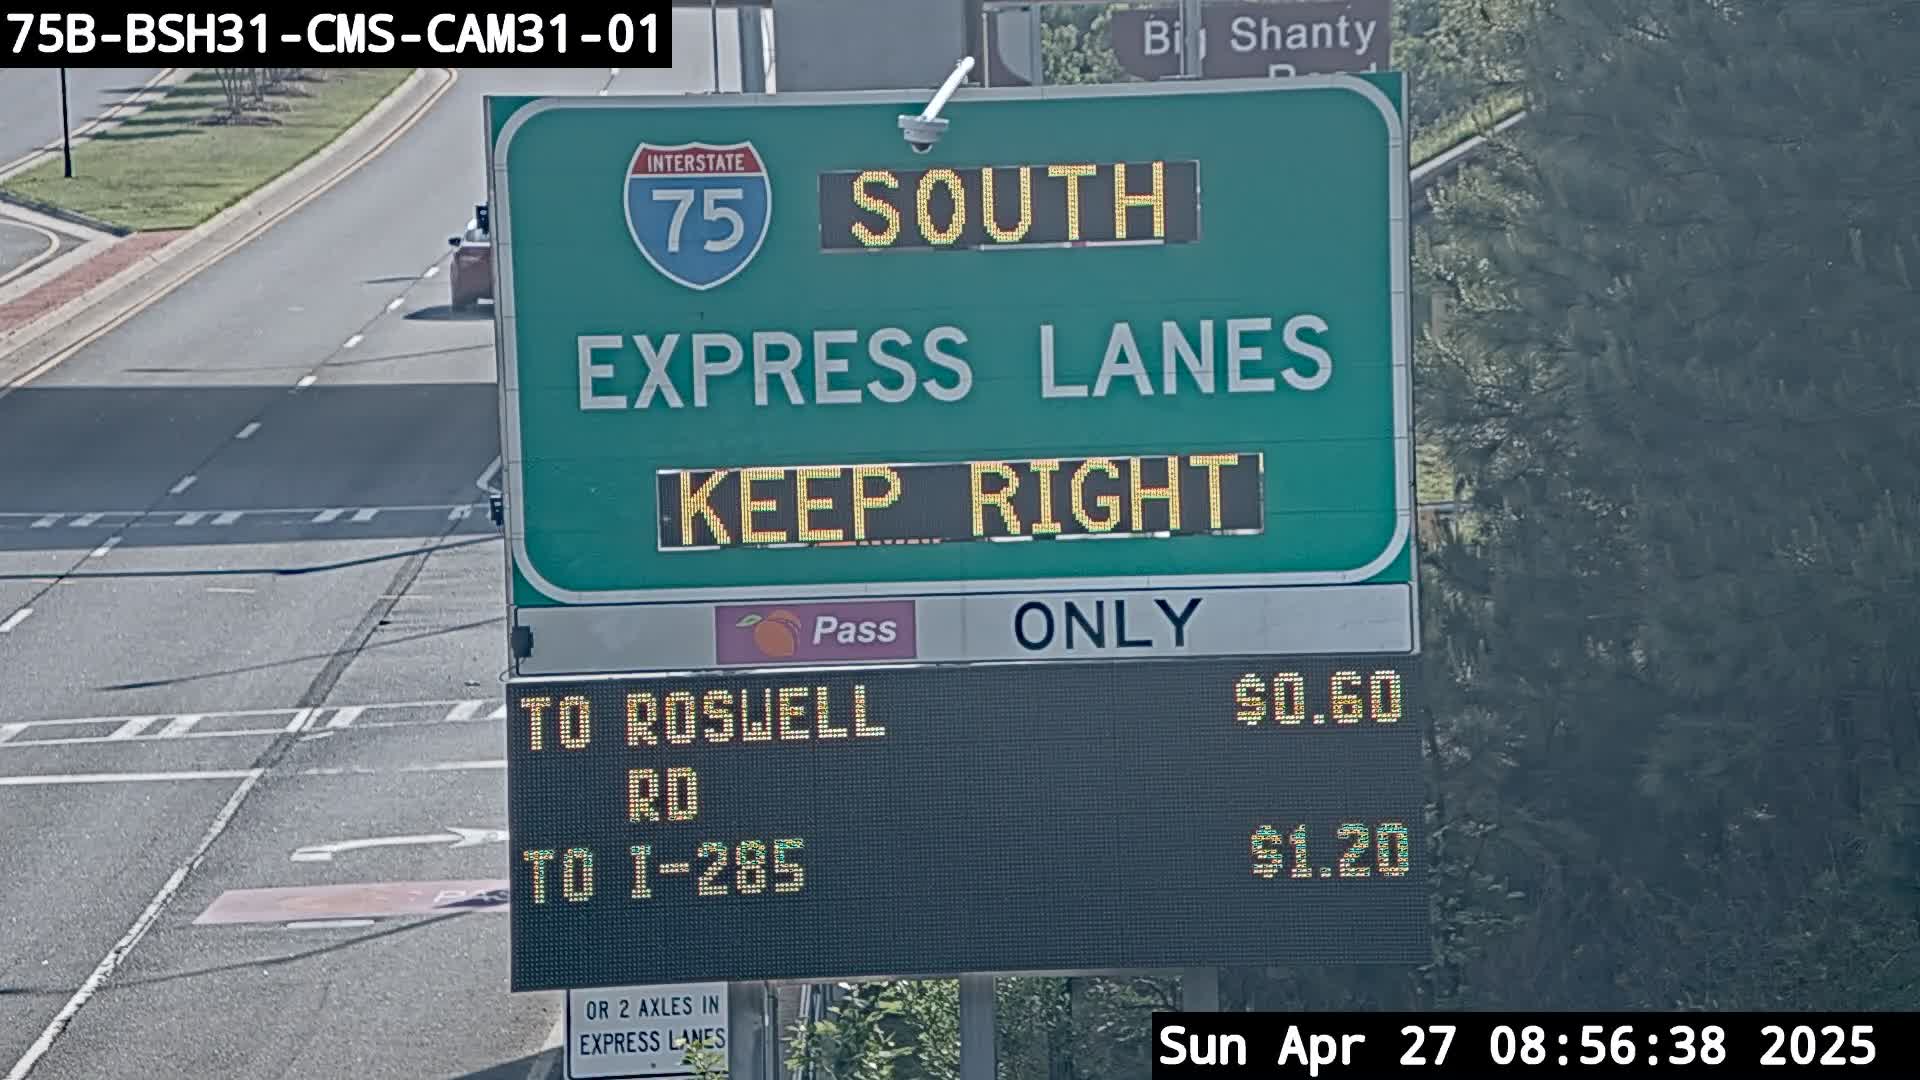 75B-BSH31-CMS-CAM31-01
Big Shanty
Road
INTERSTATE
75
SOUTH
EXPRESS LANES
KEEP RIGHT
Pass ONLY
TO ROSWELL $0.60
RD
TO I-285 $1.20
OR 2 AXLES IN
EXPRESS LANES
Sun Apr 27 08:56:38 2025